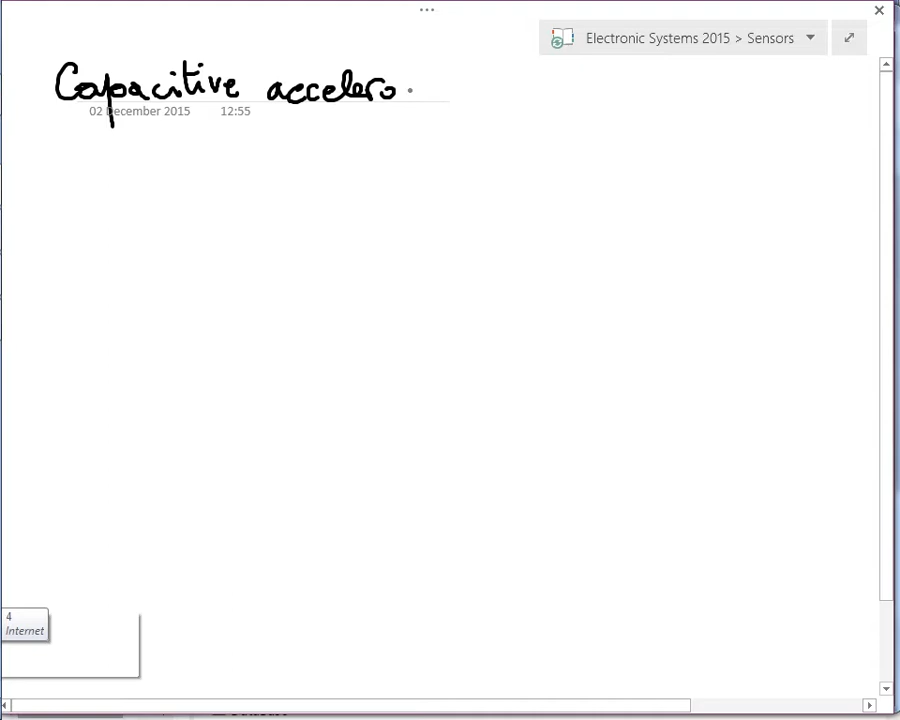 Electronic Systems 2015 > Sensors
Capacitive accelero
02 December 2015 12:55
4
Internet